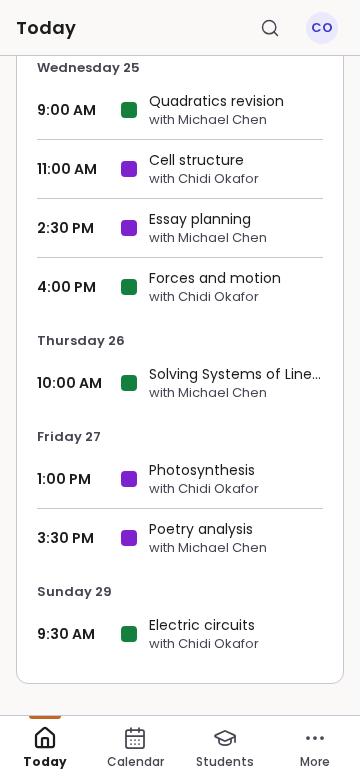 Today
CO
Wednesday 25
9:00 AM
Quadratics revision
with Michael Chen
11:00 AM
Cell structure
with Chidi Okafor
2:30 PM
Essay planning
with Michael Chen
4:00 PM
Forces and motion
with Chidi Okafor
Thursday 26
10:00 AM
Solving Systems of Line...
with Michael Chen
Friday 27
1:00 PM
Photosynthesis
with Chidi Okafor
3:30 PM
Poetry analysis
with Michael Chen
Sunday 29
9:30 AM
Electric circuits
with Chidi Okafor
Today
Calendar
Students
More